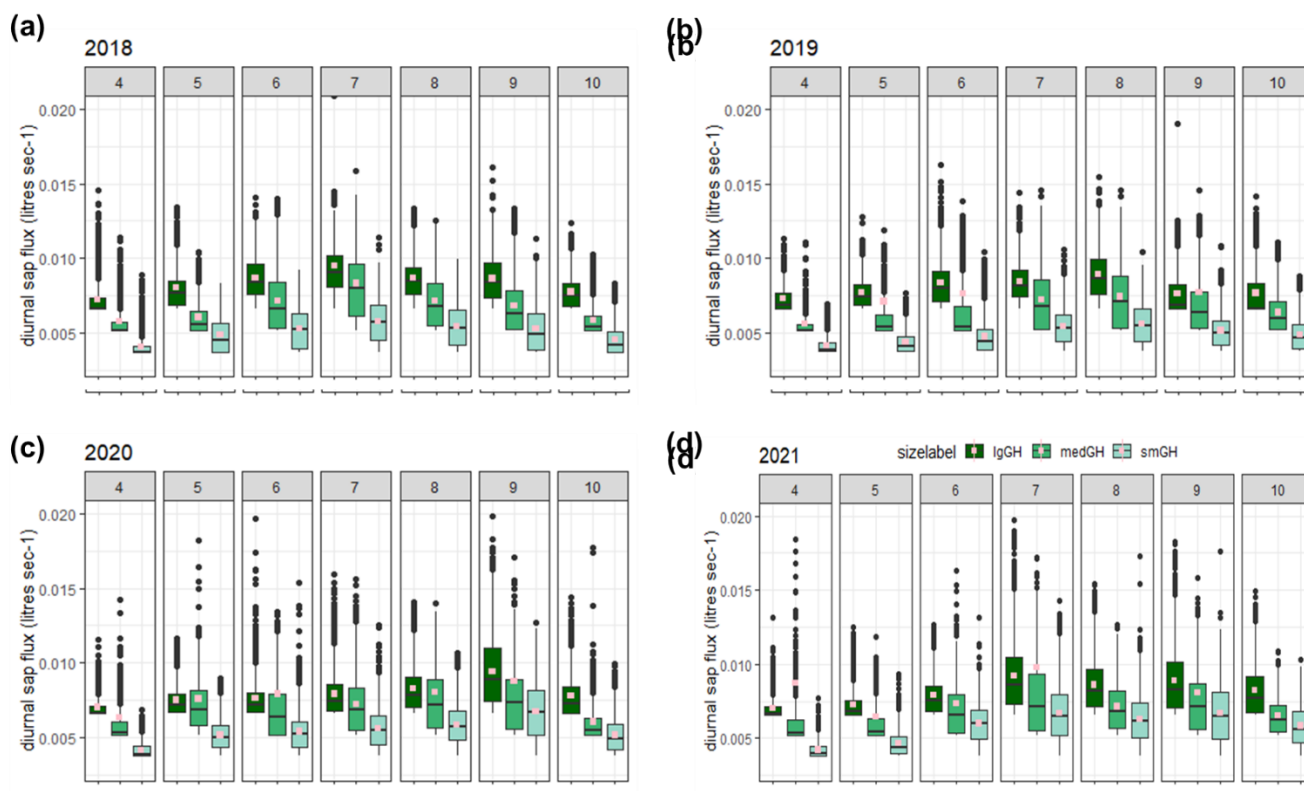 (a)
2018
4 5 6 7 8 9 10
0.020
0.015
0.010
0.005
diurnal sap flux (litres sec-1)
(b)
(b
2019
4 5 6 7 8 9 10
0.020
0.015
0.010
0.005
diurnal sap flux (litres sec-1)
(c)
2020
4 5 6 7 8 9 10
0.020
0.015
0.010
0.005
diurnal sap flux (litres sec-1)
(d)
(d
2021
sizelabel lgGH medGH smGH
4 5 6 7 8 9 10
0.020
0.015
0.010
0.005
diurnal sap flux (litres sec-1)